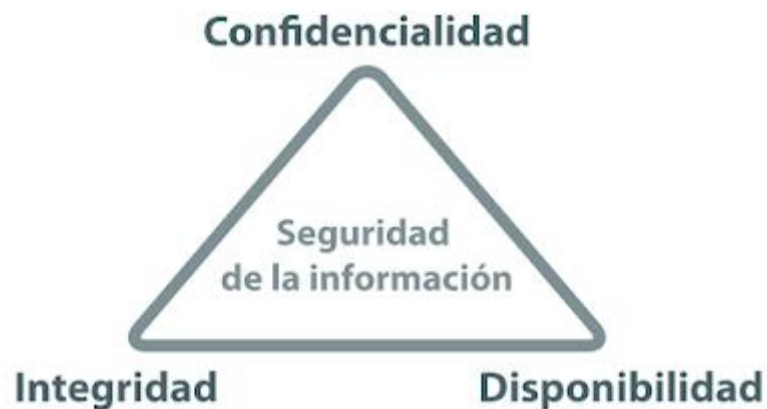 Confidencialidad
Seguridad
de la información
Integridad
Disponibilidad